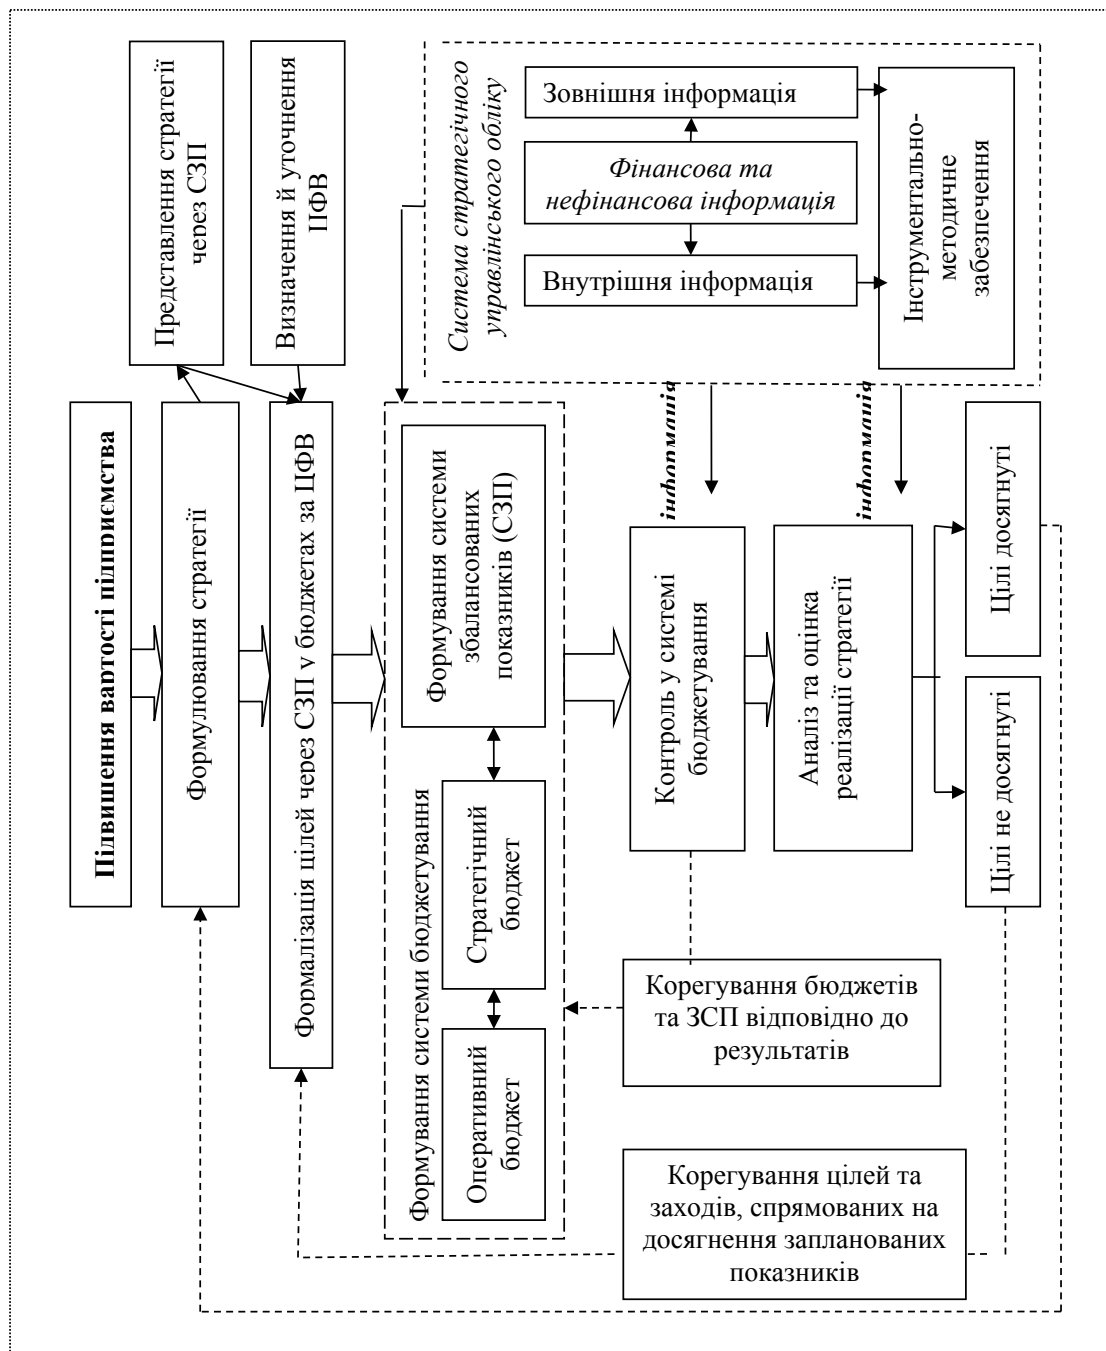 Підвишення вартості підприємства
Формулювання стратегії
Представлення стратегії
через СЗП
Визначення й уточнення
ЦФВ
Формалізація цілей через СЗП у бюджетах за ЦФВ
Система стратегічного
управлінського обліку
Зовнішня інформація
Фінансова та
нефінансова інформація
Внутрішня інформація
Інструментально-
методичне
забезпечення
Формування системи бюджетування
Формування системи
збалансованих
показників (СЗП)
Стратегічний
бюджет
Оперативний
бюджет
інформація
інформація
Контроль у системі
бюджетування
Аналіз та оцінка
реалізації стратегії
Цілі досягнуті
Цілі не досягнуті
Корегування бюджетів
та ЗСП відповідно до
результатів
Корегування цілей та
заходів, спрямованих на
досягнення запланованих
показників